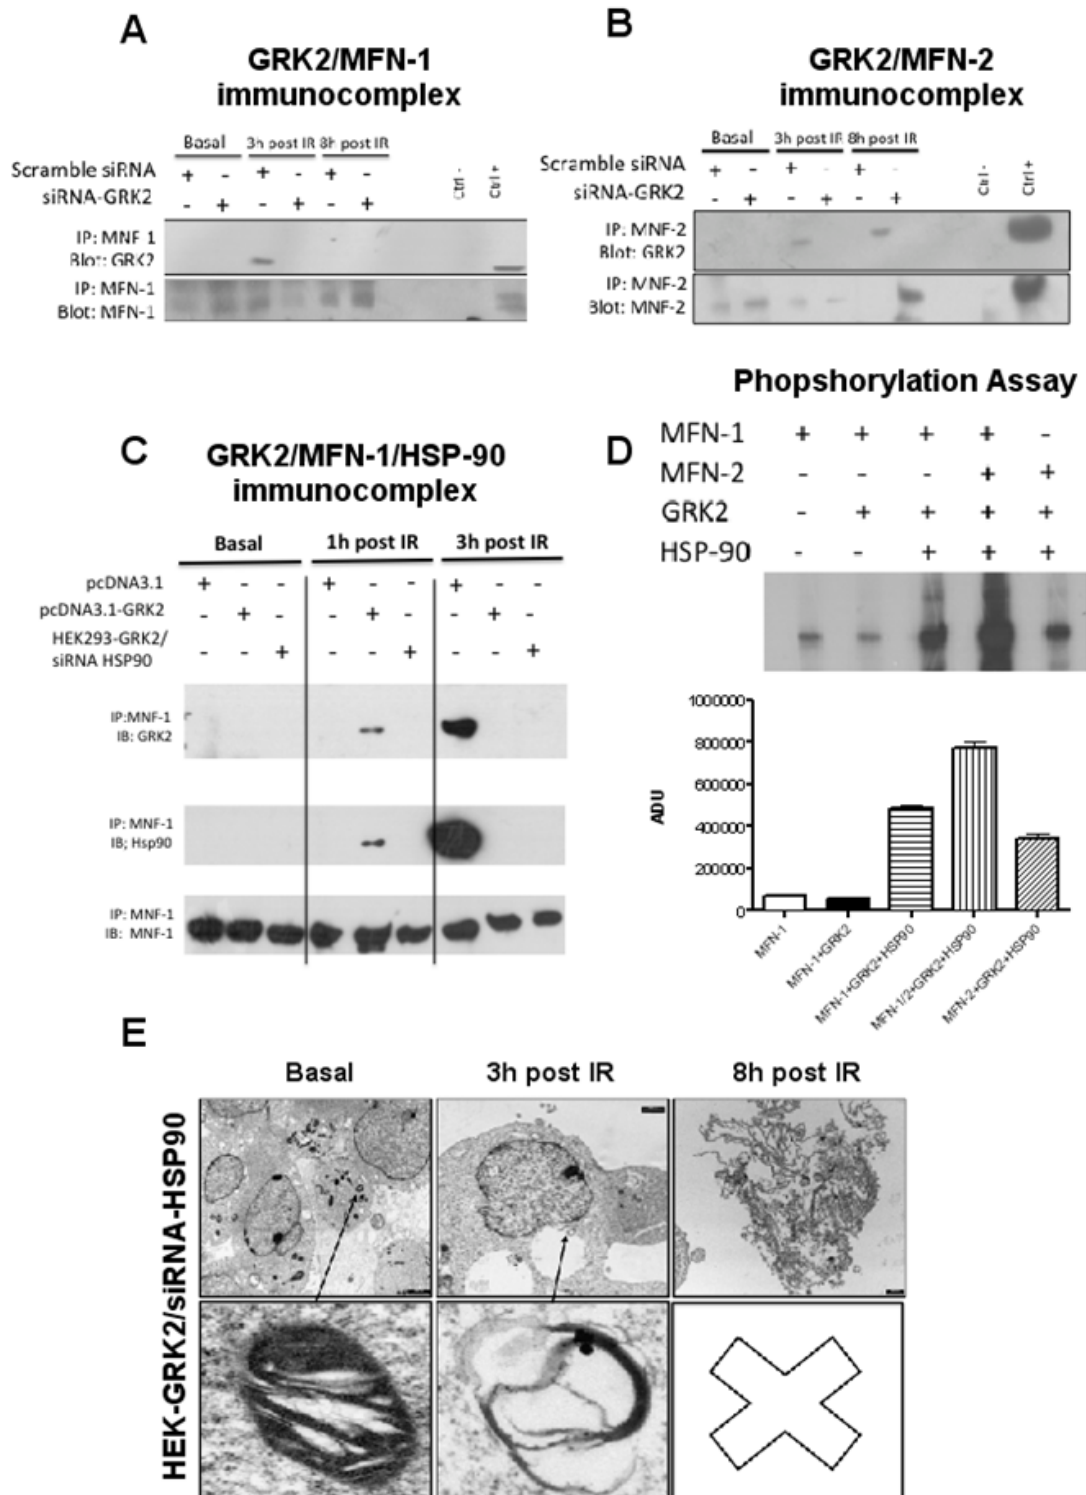 A
GRK2/MFN-1
immunocomplex
Basal 3h post IR 8h post IR
Scramble siRNA + - + - + -
siRNA-GRK2 - + - + - +
Ctrl - Ctrl +
IP: MNF 1
Blot: GRK2
IP: MFN-1
Blot: MFN-1
B
GRK2/MFN-2
immunocomplex
Basal 3h post IR 8h post IR
Scramble siRNA + - + - + -
siRNA-GRK2 - + - + - +
Ctrl - Ctrl +
IP: MNF-2
Blot: GRK2
IP: MNF-2
Blot: MNF-2
C
GRK2/MFN-1/HSP-90
immunocomplex
Basal 1h post IR 3h post IR
pcDNA3.1 + - - + - - + - -
pcDNA3.1-GRK2 - + - - + - - + -
HEK293-GRK2/
siRNA HSP90 - - + - - + - - +
IP:MNF-1
IB: GRK2
IP: MNF-1
IB; Hsp90
IP: MNF-1
IB: MNF-1
Phopshorylation Assay
D
MFN-1 + + + + -
MFN-2 - - - + +
GRK2 - + + + +
HSP-90 - - + + +
1000000
800000
600000
400000
200000
0
ADU
MFN-1
MFN-1+GRK2
MFN-1+GRK2+HSP90
MFN-1/2+GRK2+HSP90
MFN-2+GRK2+HSP90
E
Basal 3h post IR 8h post IR
HEK-GRK2/siRNA-HSP90